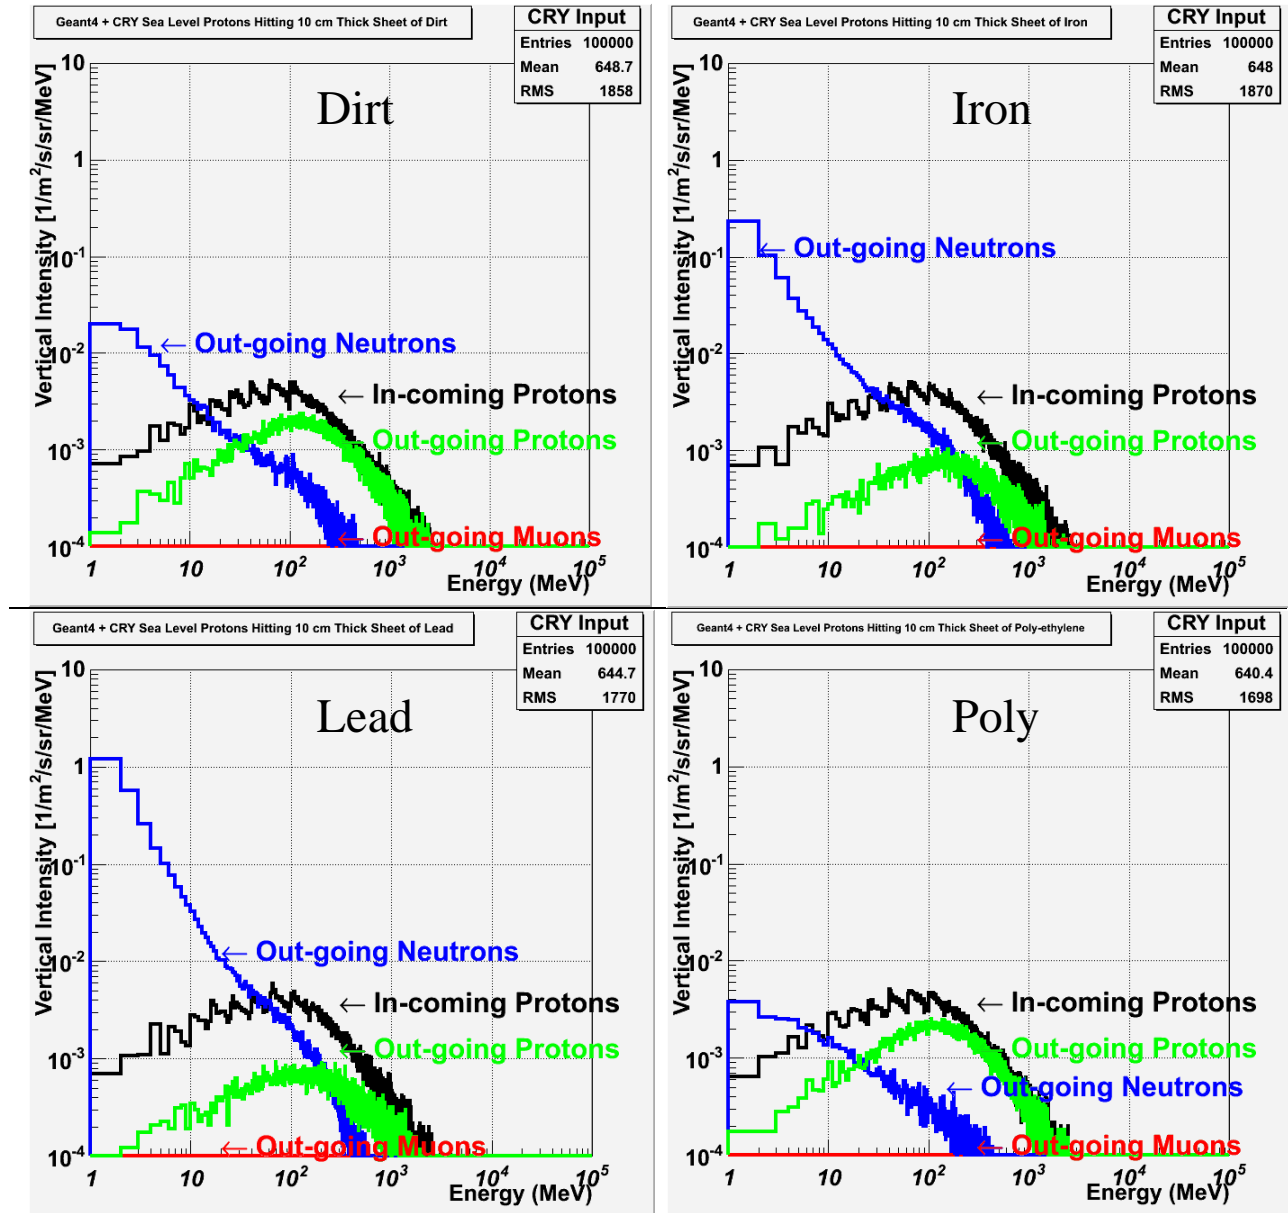 Geant4 + CRY Sea Level Protons Hitting 10 cm Thick Sheet of Dirt
CRY Input
Entries 100000
Mean 648.7
RMS 1858
Dirt
Vertical Intensity [1/m²/s/sr/MeV]
10
1
10⁻¹
10⁻²
10⁻³
10⁻⁴
← Out-going Neutrons
← In-coming Protons
← Out-going Protons
← Out-going Muons
1 10 10² 10³ 10⁴ 10⁵
Energy (MeV)
Geant4 + CRY Sea Level Protons Hitting 10 cm Thick Sheet of Iron
CRY Input
Entries 100000
Mean 648
RMS 1870
Iron
Vertical Intensity [1/m²/s/sr/MeV]
10
1
10⁻¹
10⁻²
10⁻³
10⁻⁴
← Out-going Neutrons
← In-coming Protons
← Out-going Protons
← Out-going Muons
1 10 10² 10³ 10⁴ 10⁵
Energy (MeV)
Geant4 + CRY Sea Level Protons Hitting 10 cm Thick Sheet of Lead
CRY Input
Entries 100000
Mean 644.7
RMS 1770
Lead
Vertical Intensity [1/m²/s/sr/MeV]
10
1
10⁻¹
10⁻²
10⁻³
10⁻⁴
← Out-going Neutrons
← In-coming Protons
← Out-going Protons
← Out-going Muons
1 10 10² 10³ 10⁴ 10⁵
Energy (MeV)
Geant4 + CRY Sea Level Protons Hitting 10 cm Thick Sheet of Poly-ethylene
CRY Input
Entries 100000
Mean 640.4
RMS 1698
Poly
Vertical Intensity [1/m²/s/sr/MeV]
10
1
10⁻¹
10⁻²
10⁻³
10⁻⁴
← In-coming Protons
Out-going Protons
← Out-going Neutrons
← Out-going Muons
1 10 10² 10³ 10⁴ 10⁵
Energy (MeV)